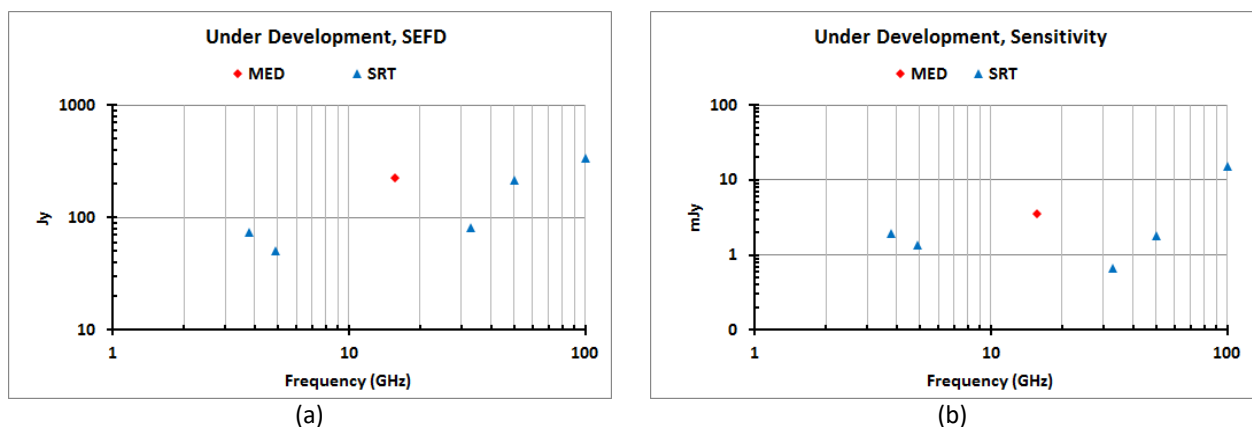 Under Development, SEFD
MED SRT
1000
100
10
Jy
1 10 100
Frequency (GHz)
(a)
Under Development, Sensitivity
MED SRT
100
10
1
0
mJy
1 10 100
Frequency (GHz)
(b)